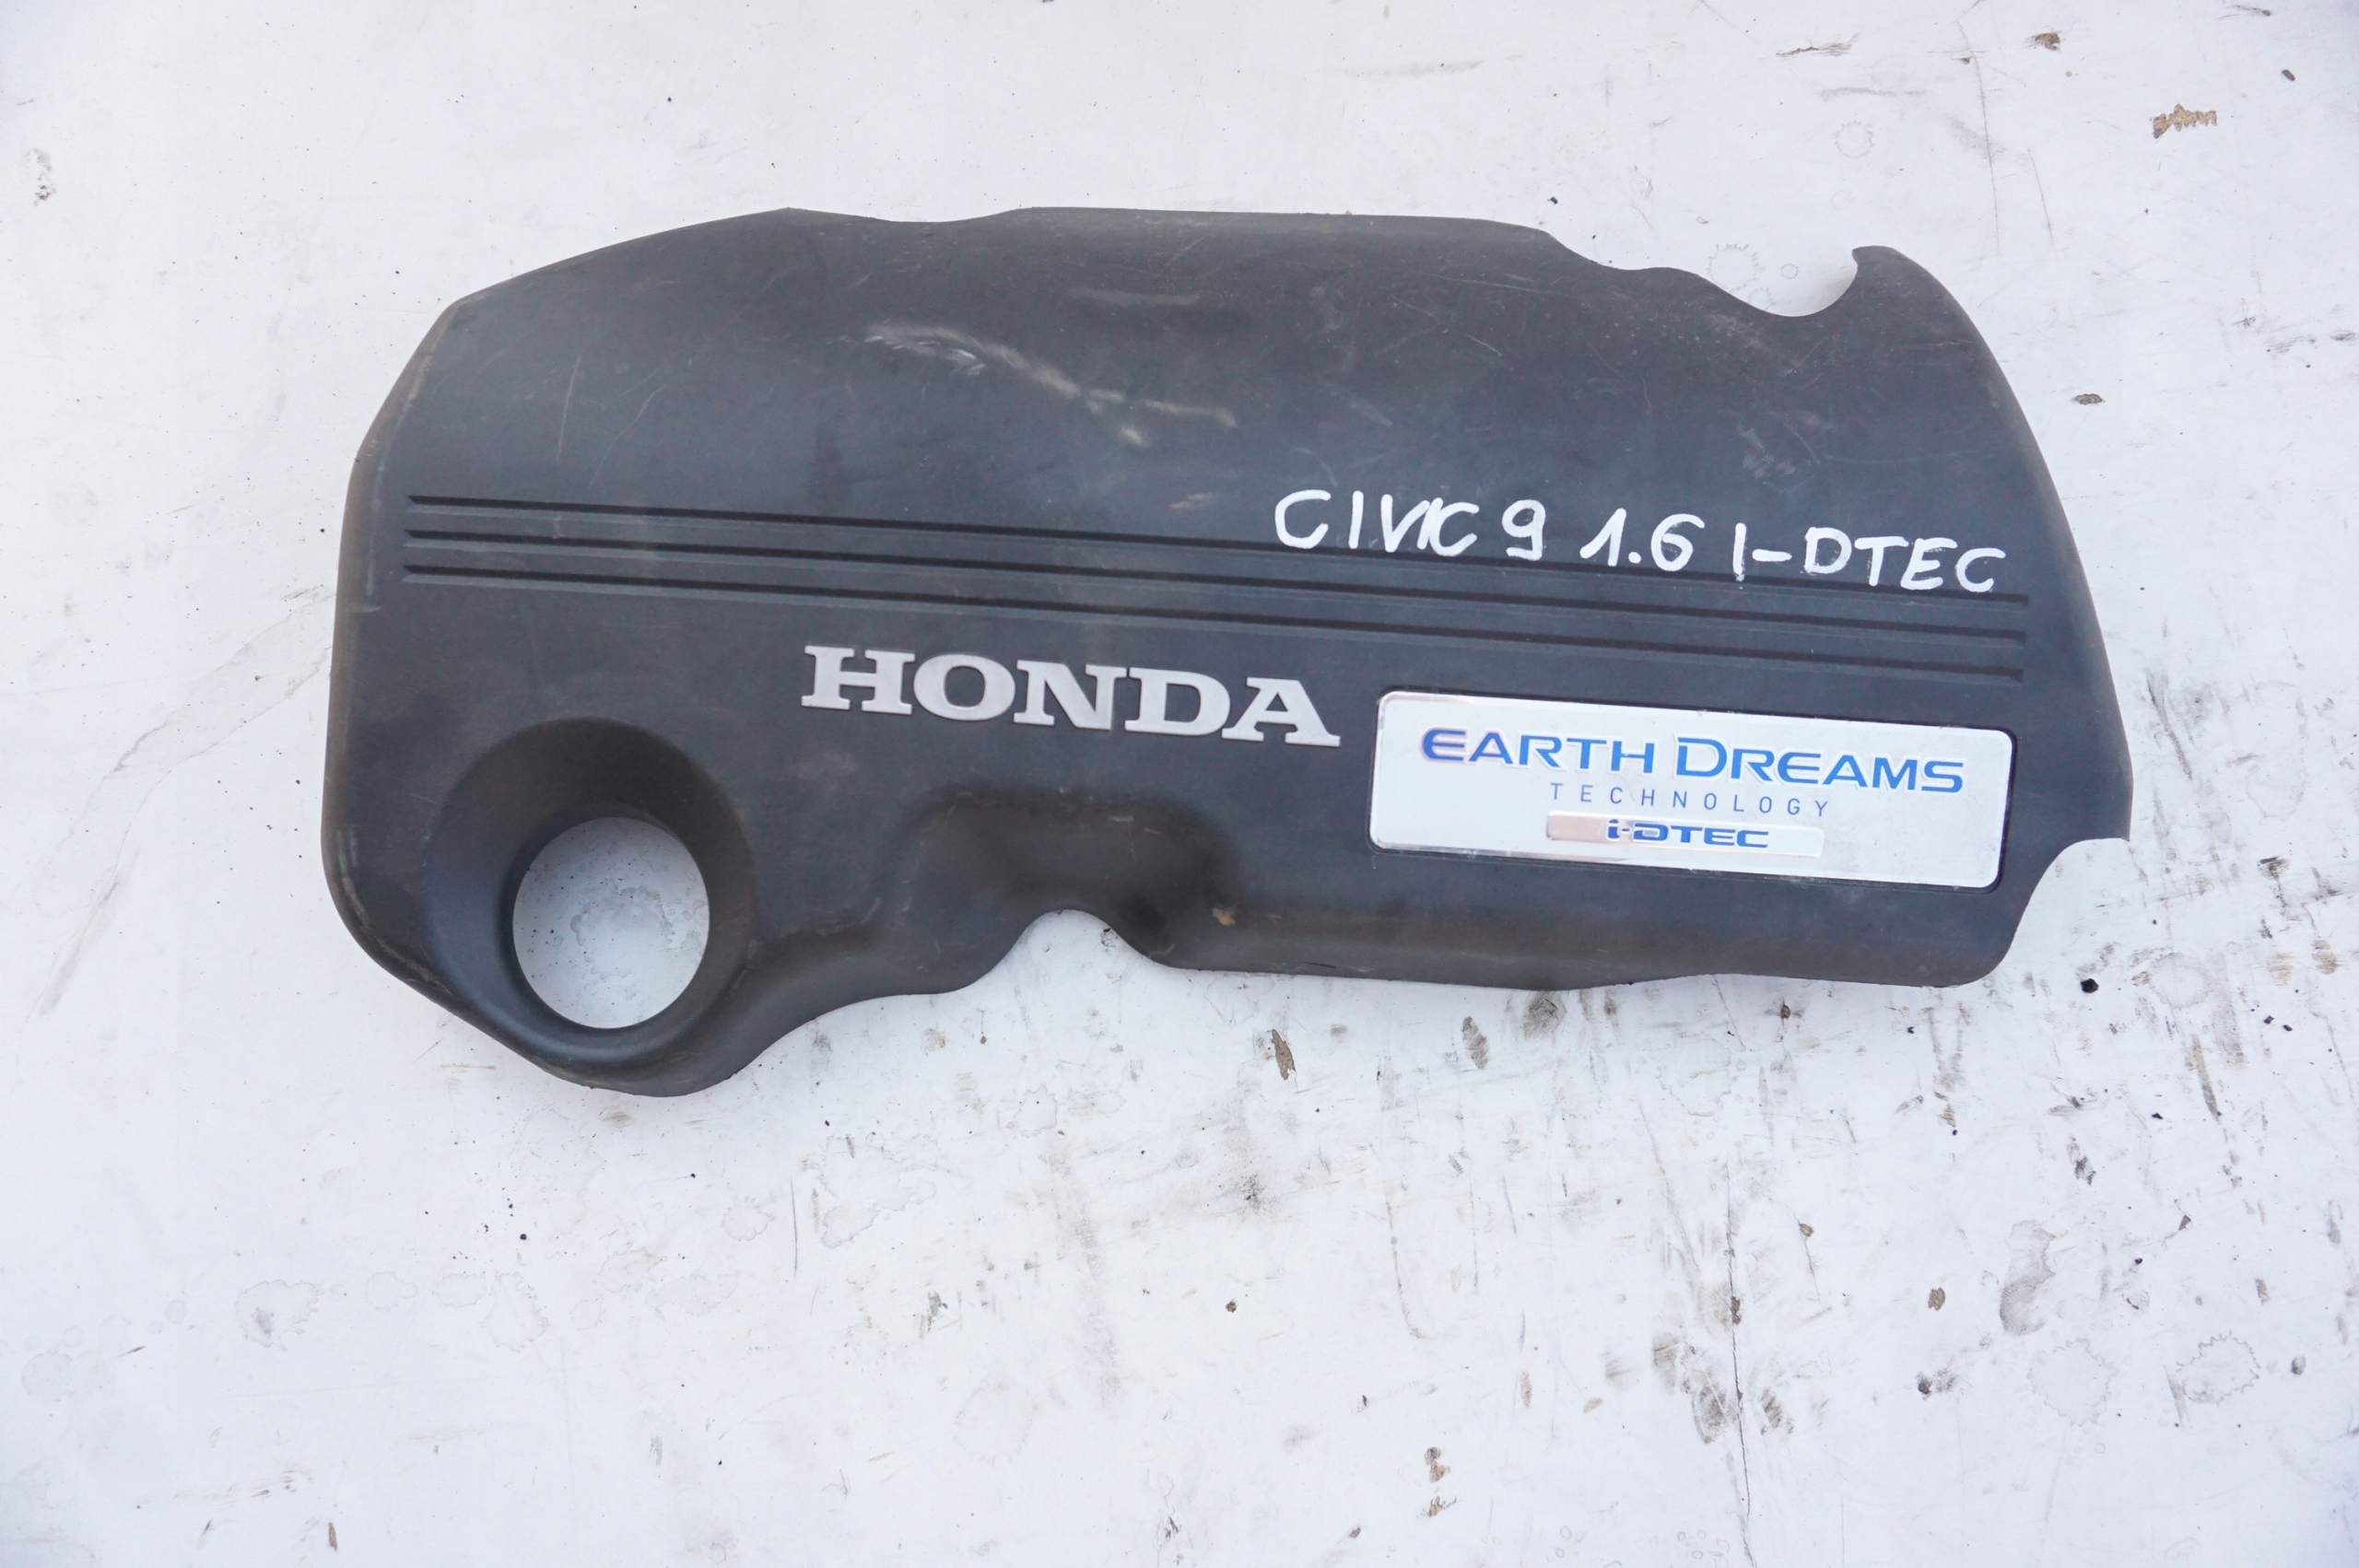 CIVIC 9 1.6 I-DTEC
HONDA
EARTH DREAMS
TECHNOLOGY
i-DTEC